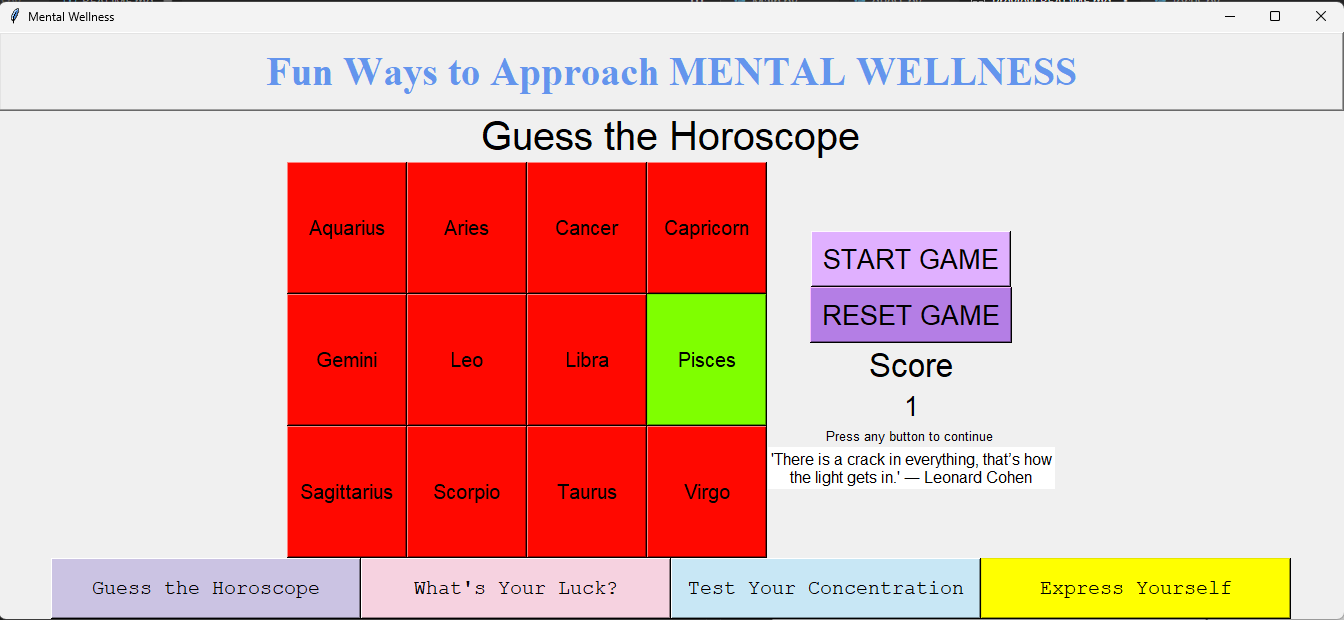 Mental Wellness
Fun Ways to Approach MENTAL WELLNESS
Guess the Horoscope
Aquarius Aries Cancer Capricorn
Gemini Leo Libra Pisces
Sagittarius Scorpio Taurus Virgo
START GAME
RESET GAME
Score
1
Press any button to continue
'There is a crack in everything, that’s how
the light gets in.' — Leonard Cohen
Guess the Horoscope What's Your Luck? Test Your Concentration Express Yourself